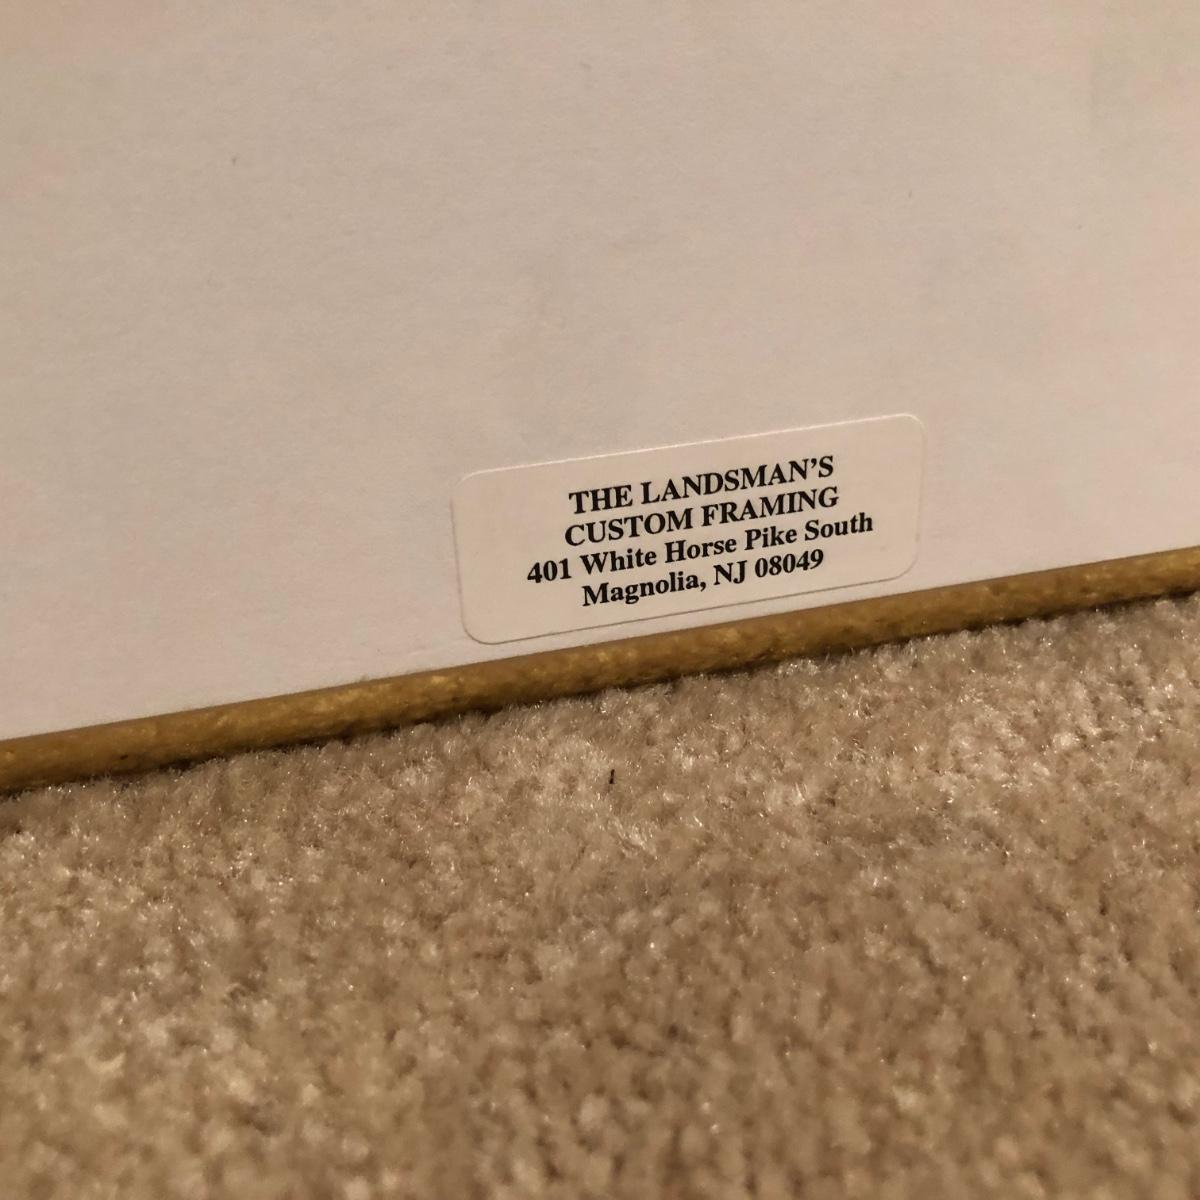 THE LANDSMAN'S
CUSTOM FRAMING
401 White Horse Pike South
Magnolia, NJ 08049